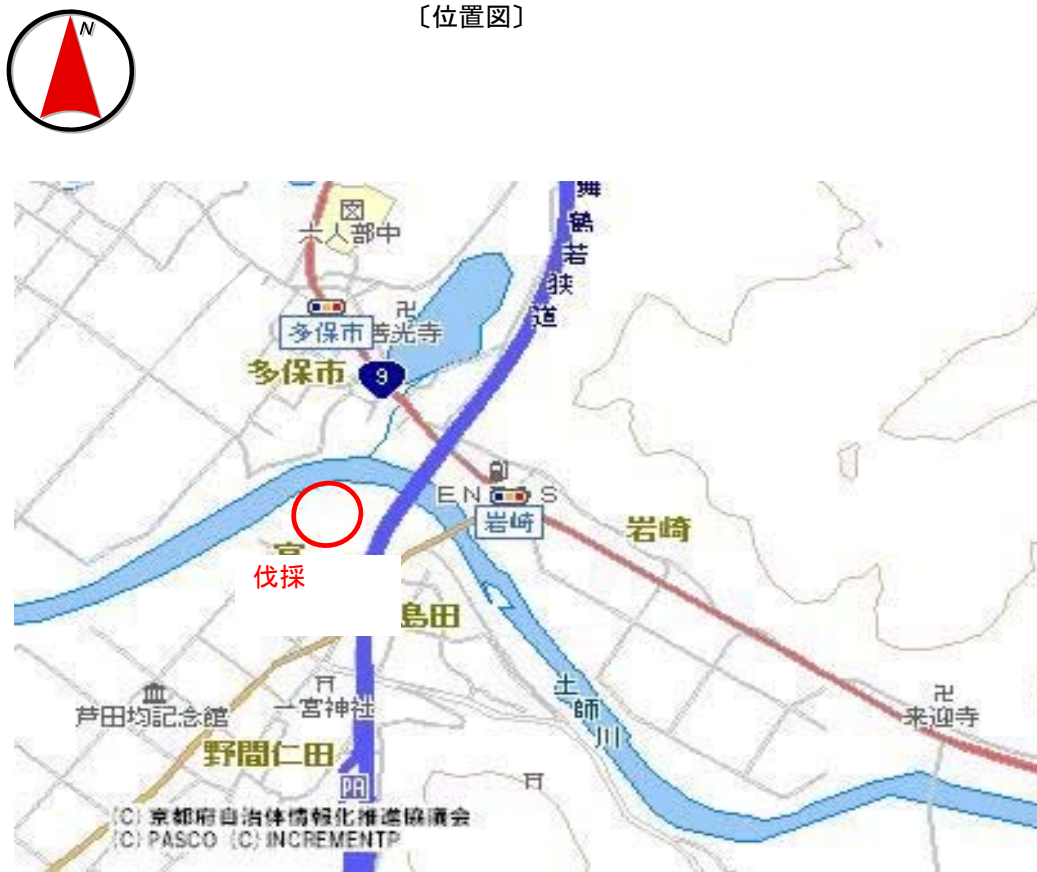 〔位置図〕
N
舞鶴若狭道
六人部中
多保市
善光寺
多保市
9
ENEOS
岩崎
岩崎
宮
伐採
島田
土師川
芦田均記念館
一宮神社
来迎寺
野間仁田
PA
(C) 京都府自治体情報化推進協議会
(C) PASCO (C) INCREMENTP